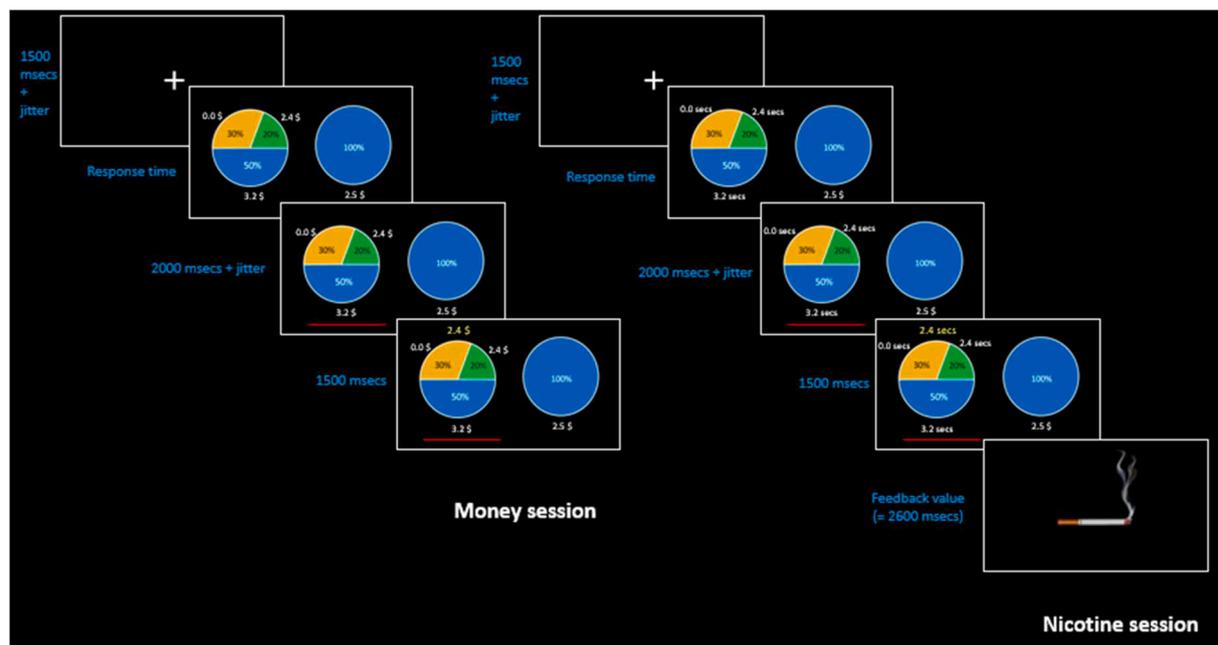 1500
msecs
+
jitter
+
0.0 $
2.4 $
30%
20%
50%
100%
3.2 $
2.5 $
Response time
0.0 $
2.4 $
30%
20%
50%
100%
3.2 $
2.5 $
2000 msecs + jitter
2.4 $
0.0 $
2.4 $
30%
20%
50%
100%
3.2 $
2.5 $
1500 msecs
Money session
1500
msecs
+
jitter
+
0.0 secs
2.4 secs
30%
20%
50%
100%
3.2 secs
2.5 $
Response time
0.0 secs
2.4 secs
30%
20%
50%
100%
3.2 secs
2.5 $
2000 msecs + jitter
2.4 secs
0.0 secs
2.4 secs
30%
20%
50%
100%
3.2 secs
2.5 $
1500 msecs
Feedback value
(= 2600 msecs)
Nicotine session